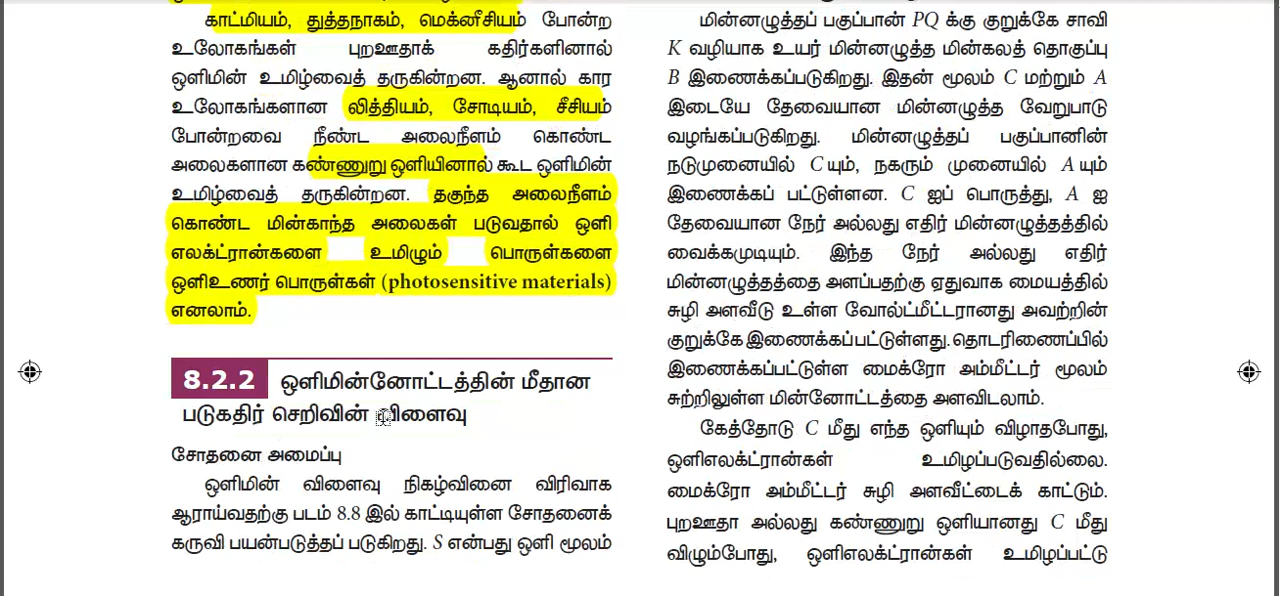 காட்மியம், துத்தநாகம், மெக்னீசியம் போன்ற
உலோகங்கள் புறஊதாக் கதிர்களினால்
ஒளிமின் உமிழ்வைத் தருகின்றன. ஆனால் கார
உலோகங்களான லித்தியம், சோடியம், சீசியம்
போன்றவை நீண்ட அலைநீளம் கொண்ட
அலைகளான கண்ணுறு ஒளியினால் கூட ஒளிமின்
உமிழ்வைத் தருகின்றன. தகுந்த அலைநீளம்
கொண்ட மின்காந்த அலைகள் படுவதால் ஒளி
எலக்ட்ரான்களை உமிழும் பொருள்களை
ஒளிஉணர் பொருள்கள் (photosensitive materials)
எனலாம்.
8.2.2 ஒளிமின்னோட்டத்தின் மீதான
படுகதிர் செறிவின் விளைவு
சோதனை அமைப்பு
ஒளிமின் விளைவு நிகழ்வினை விரிவாக
ஆராய்வதற்கு படம் 8.8 இல் காட்டியுள்ள சோதனைக்
கருவி பயன்படுத்தப் படுகிறது. S என்பது ஒளி மூலம்
மின்னழுத்தப் பகுப்பான் PQ க்கு குறுக்கே சாவி
K வழியாக உயர் மின்னழுத்த மின்கலத் தொகுப்பு
B இணைக்கப்படுகிறது. இதன் மூலம் C மற்றும் A
இடையே தேவையான மின்னழுத்த வேறுபாடு
வழங்கப்படுகிறது. மின்னழுத்தப் பகுப்பானின்
நடுமுனையில் C யும், நகரும் முனையில் A யும்
இணைக்கப் பட்டுள்ளன. C ஐப் பொருத்து, A ஐ
தேவையான நேர் அல்லது எதிர் மின்னழுத்தத்தில்
வைக்கமுடியும். இந்த நேர் அல்லது எதிர்
மின்னழுத்தத்தை அளப்பதற்கு ஏதுவாக மையத்தில்
சுழி அளவீடு உள்ள வோல்ட்மீட்டரானது அவற்றின்
குறுக்கே இணைக்கப்பட்டுள்ளது. தொடரிணைப்பில்
இணைக்கப்பட்டுள்ள மைக்ரோ அம்மீட்டர் மூலம்
சுற்றிலுள்ள மின்னோட்டத்தை அளவிடலாம்.
கேத்தோடு C மீது எந்த ஒளியும் விழாதபோது,
ஒளிஎலக்ட்ரான்கள் உமிழப்படுவதில்லை.
மைக்ரோ அம்மீட்டர் சுழி அளவீட்டைக் காட்டும்.
புறஊதா அல்லது கண்ணுறு ஒளியானது C மீது
விழும்போது, ஒளிஎலக்ட்ரான்கள் உமிழப்பட்டு